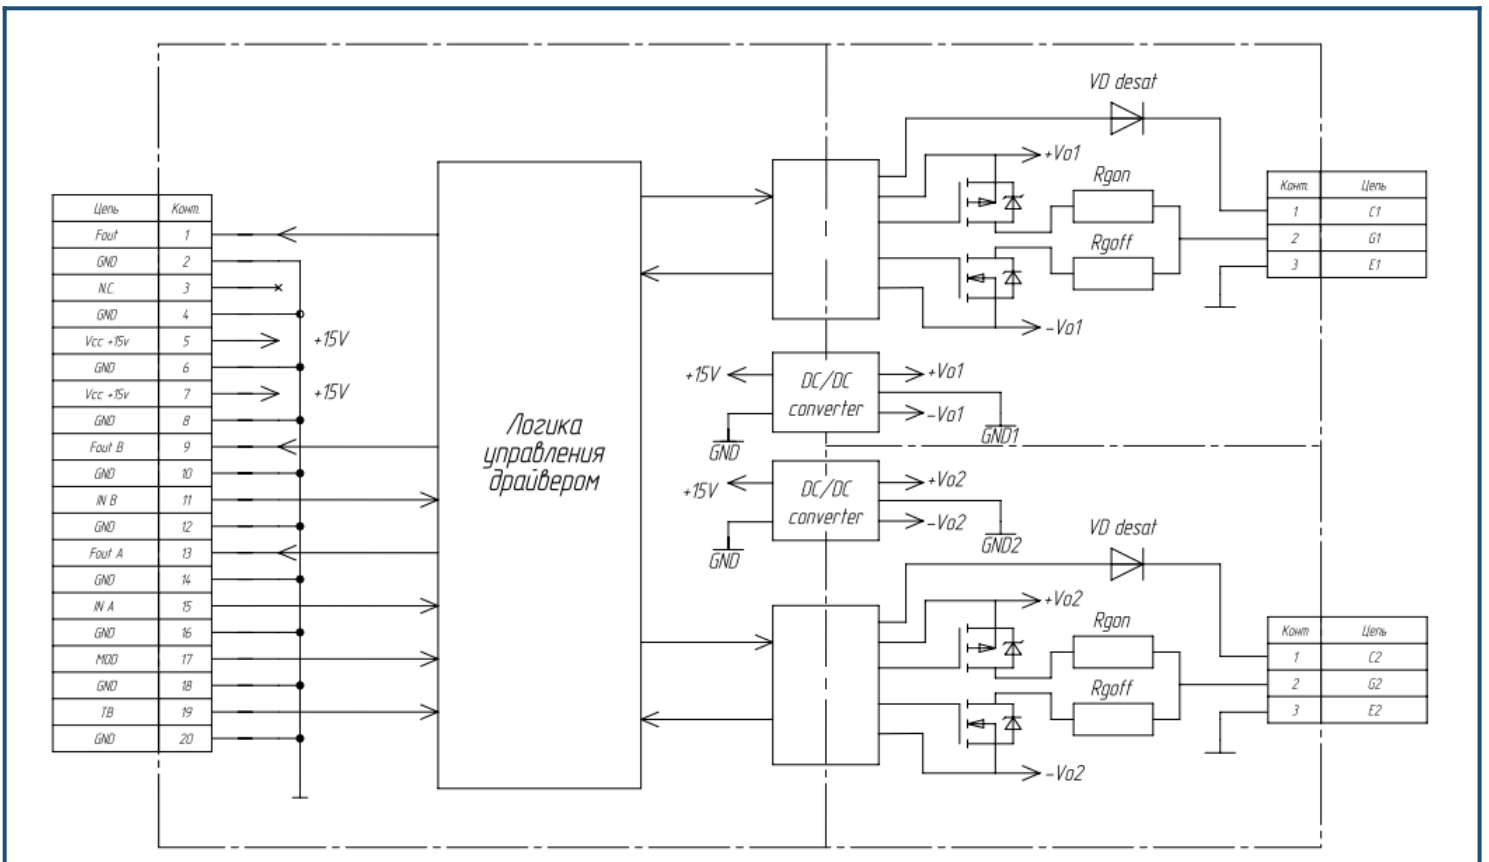 Цепь Конт.
Fout 1
GND 2
N.C. 3
GND 4
Vcc +15v 5
GND 6
Vcc +15v 7
GND 8
Fout B 9
GND 10
IN B 11
GND 12
Fout A 13
GND 14
IN A 15
GND 16
MOD 17
GND 18
TB 19
GND 20
+15V
+15V
Логика
управления
драйвером
VD desat
+Vo1
Rgon
Rgoff
-Vo1
Конт. Цепь
1 C1
2 G1
3 E1
+15V
DC/DC
converter
+Vo1
-Vo1
GND
GND1
+15V
DC/DC
converter
+Vo2
-Vo2
GND
GND2
VD desat
+Vo2
Rgon
Rgoff
-Vo2
Конт Цепь
1 C2
2 G2
3 E2